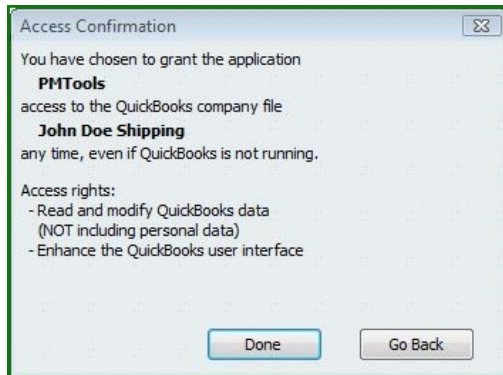 Access Confirmation
You have chosen to grant the application
PMTools
access to the QuickBooks company file
John Doe Shipping
any time, even if QuickBooks is not running.
Access rights:
- Read and modify QuickBooks data
(NOT including personal data)
- Enhance the QuickBooks user interface
Done Go Back